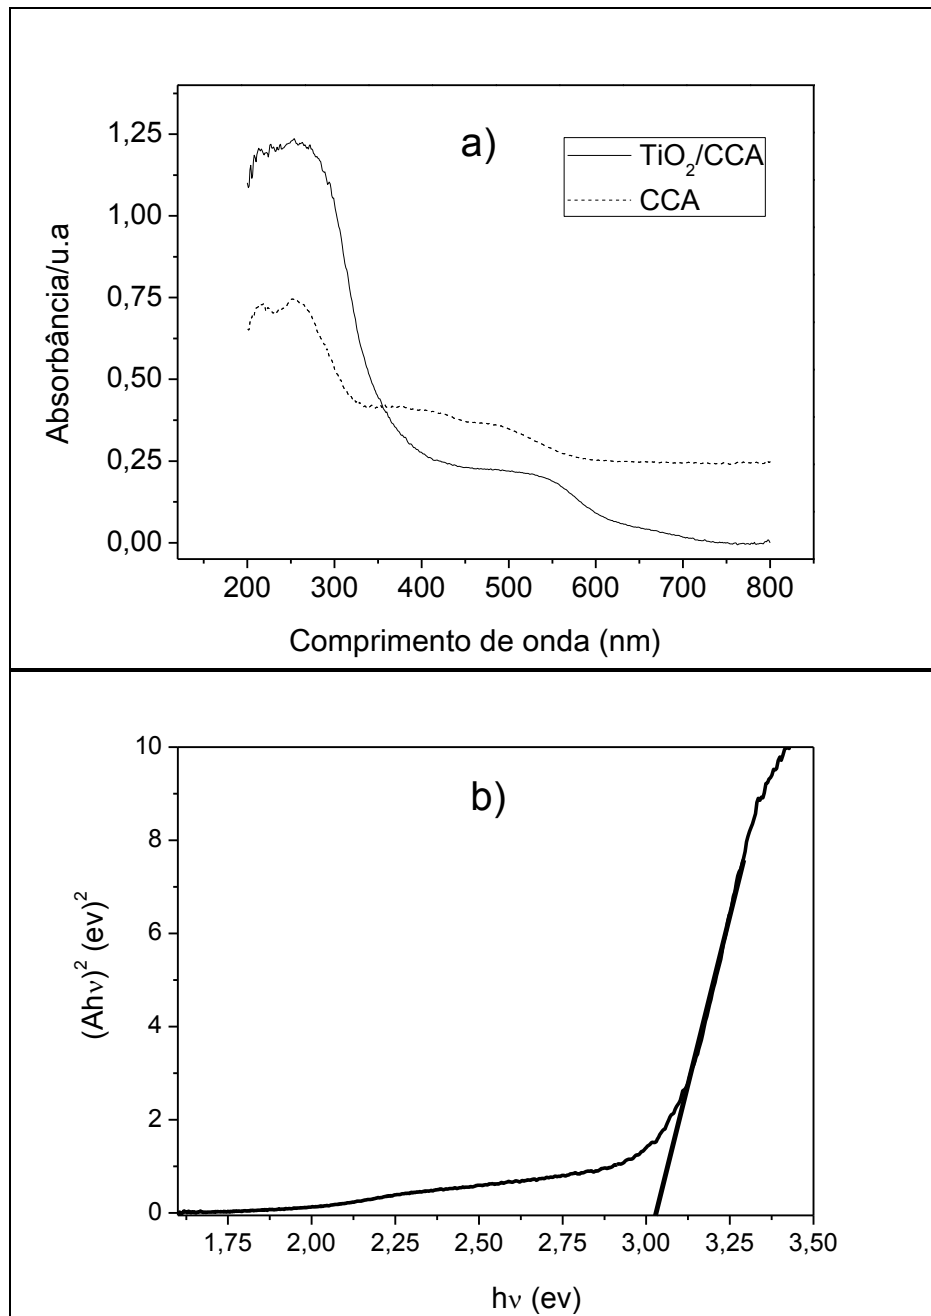 a)
TiO2/CCA
CCA
Absorbância/u.a
1,25
1,00
0,75
0,50
0,25
0,00
200 300 400 500 600 700 800
Comprimento de onda (nm)
b)
(Ahν)² (ev)²
10
8
6
4
2
0
1,75 2,00 2,25 2,50 2,75 3,00 3,25 3,50
hν (ev)